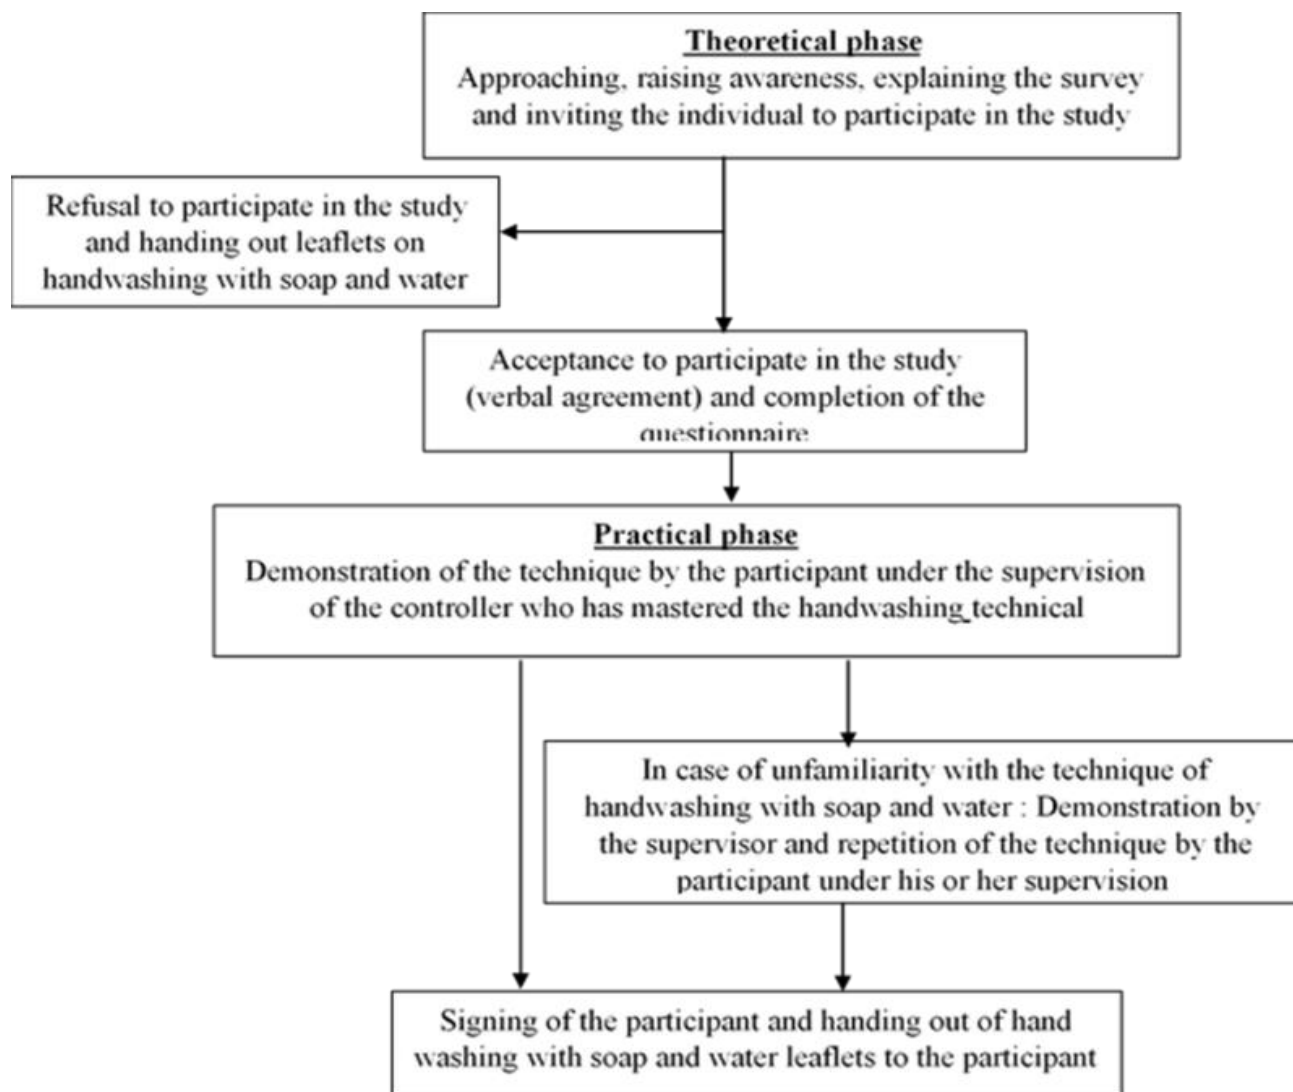 Theoretical phase
Approaching, raising awareness, explaining the survey
and inviting the individual to participate in the study
Refusal to participate in the study
and handing out leaflets on
handwashing with soap and water
Acceptance to participate in the study
(verbal agreement) and completion of the
questionnaire
Practical phase
Demonstration of the technique by the participant under the supervision
of the controller who has mastered the handwashing technical
In case of unfamiliarity with the technique of
handwashing with soap and water : Demonstration by
the supervisor and repetition of the technique by the
participant under his or her supervision
Signing of the participant and handing out of hand
washing with soap and water leaflets to the participant